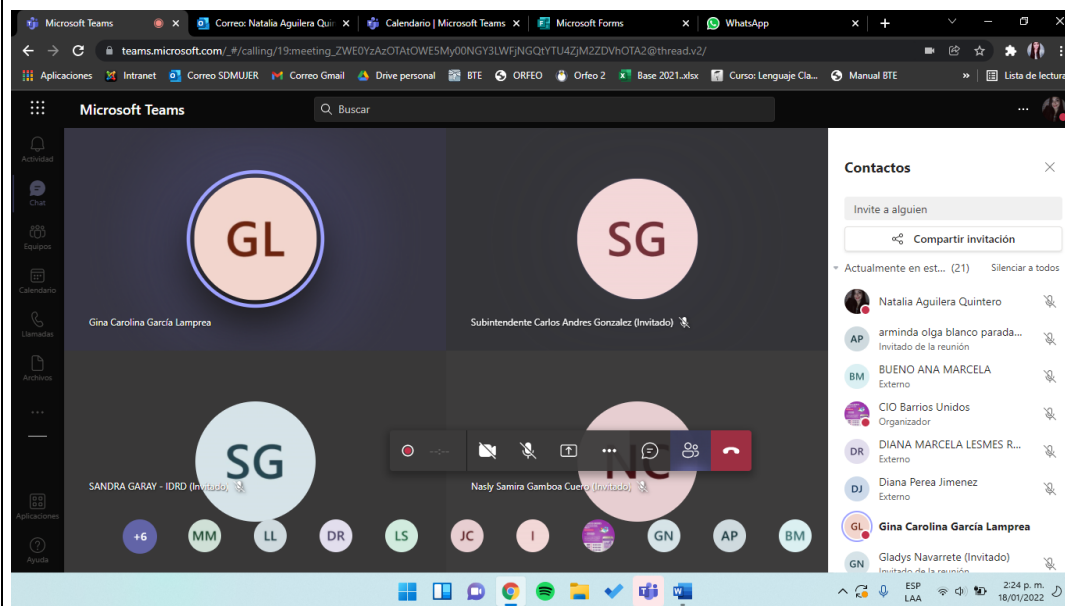 Microsoft Teams
Correo: Natalia Aguilera Quir
Calendario | Microsoft Teams
Microsoft Forms
WhatsApp
teams.microsoft.com/_#/calling/19:meeting_ZWE0YzAzOTAtOWE5My00NGY3LWFjNGQtYTU4ZjM2ZDVhOTA2@thread.v2/
Aplicaciones
Intranet
Correo SDMUJER
Correo Gmail
Drive personal
BTE
ORFEO
Orfeo 2
Base 2021..xlsx
Curso: Lenguaje Cla...
Manual BTE
»
Lista de lectura
Microsoft Teams
Buscar
Actividad
Chat
Equipos
Calendario
Llamadas
Archivos
Aplicaciones
Ayuda
GL
Gina Carolina García Lamprea
SG
Subintendente Carlos Andres Gonzalez (Invitado)
SG
SANDRA GARAY - IDRD (Invitado)
NC
Nasly Samira Gamboa Cuero (Invitado)
+6
MM
LL
DR
LS
JC
I
GN
AP
BM
Contactos
Invite a alguien
Compartir invitación
Actualmente en est... (21)
Silenciar a todos
Natalia Aguilera Quintero
AP
arminda olga blanco parada...
Invitado de la reunión
BM
BUENO ANA MARCELA
Externo
CIO Barrios Unidos
Organizador
DR
DIANA MARCELA LESMES R...
Externo
DJ
Diana Perea Jimenez
Externo
GL
Gina Carolina García Lamprea
GN
Gladys Navarrete (Invitado)
Invitado de la reunión
ESP
LAA
2:24 p. m.
18/01/2022